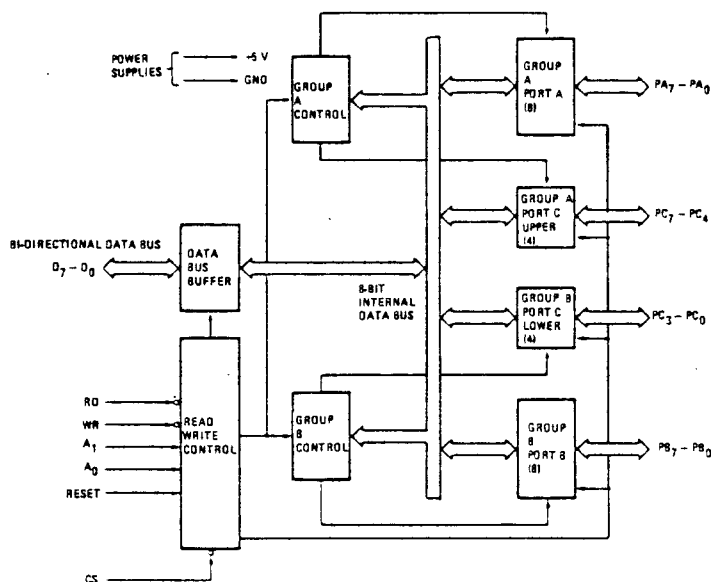 POWER
SUPPLIES
+5 V
GND
GROUP
A
CONTROL
GROUP
A
PORT A
(8)
PA7 – PA0
GROUP A
PORT C
UPPER
(4)
PC7 – PC4
BI-DIRECTIONAL DATA BUS
D7 – D0
DATA
BUS
BUFFER
8-BIT
INTERNAL
DATA BUS
GROUP B
PORT C
LOWER
(4)
PC3 – PC0
RD
WR
A1
A0
RESET
CS
READ
WRITE
CONTROL
GROUP
B
CONTROL
GROUP
B
PORT B
(8)
PB7 – PB0